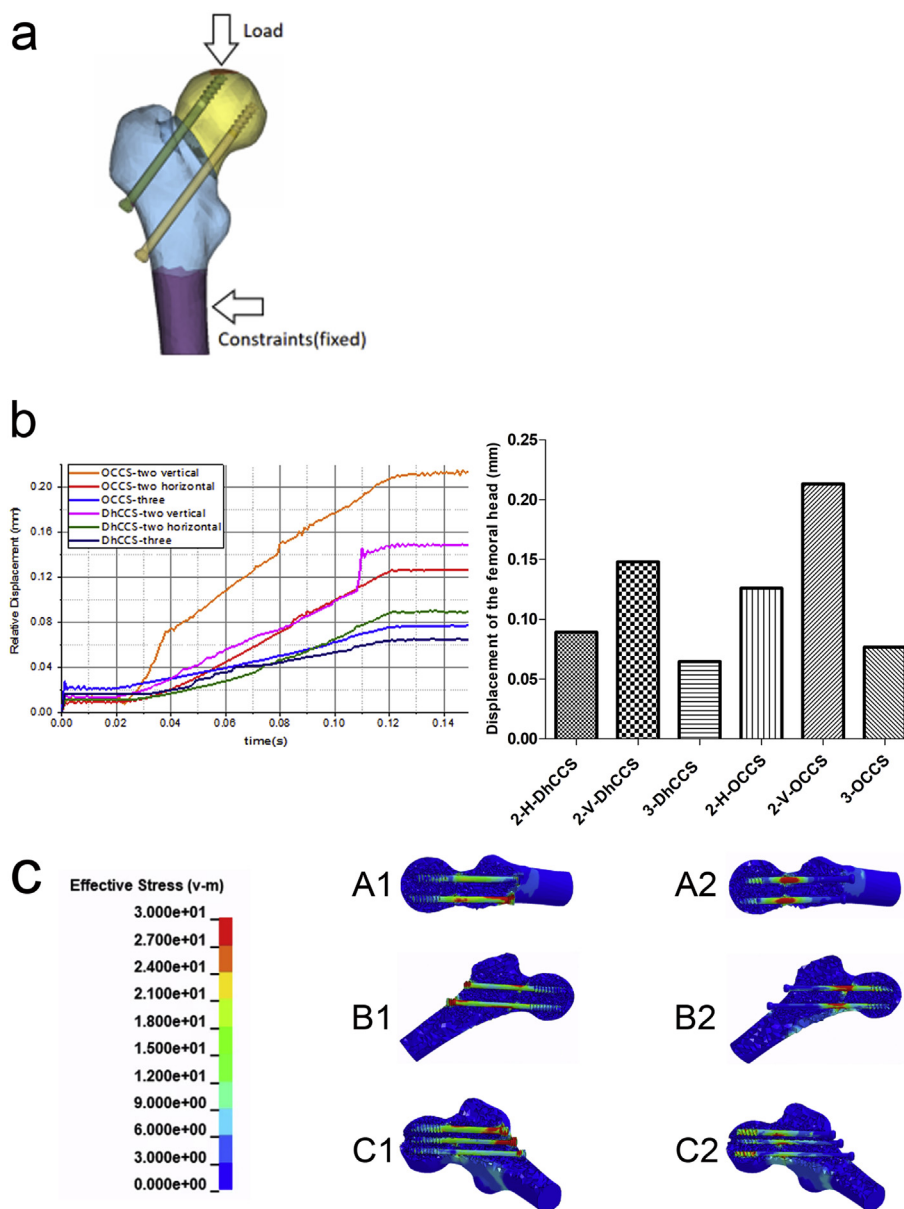 a
Load
Constraints(fixed)
b
Relative Displacement (mm)
0.20
0.16
0.12
0.08
0.04
0.00
OCCS-two vertical
OCCS-two horizontal
OCCS-three
DhCCS-two vertical
DhCCS-two horizontal
DhCCS-three
0.00 0.02 0.04 0.06 0.08 0.10 0.12 0.14
time(s)
Displacement of the femoral head (mm)
0.25
0.20
0.15
0.10
0.05
0.00
2-H-DhCCS
2-V-DhCCS
3-DhCCS
2-H-OCCS
2-V-OCCS
3-OCCS
C
Effective Stress (v-m)
3.000e+01
2.700e+01
2.400e+01
2.100e+01
1.800e+01
1.500e+01
1.200e+01
9.000e+00
6.000e+00
3.000e+00
0.000e+00
A1
A2
B1
B2
C1
C2